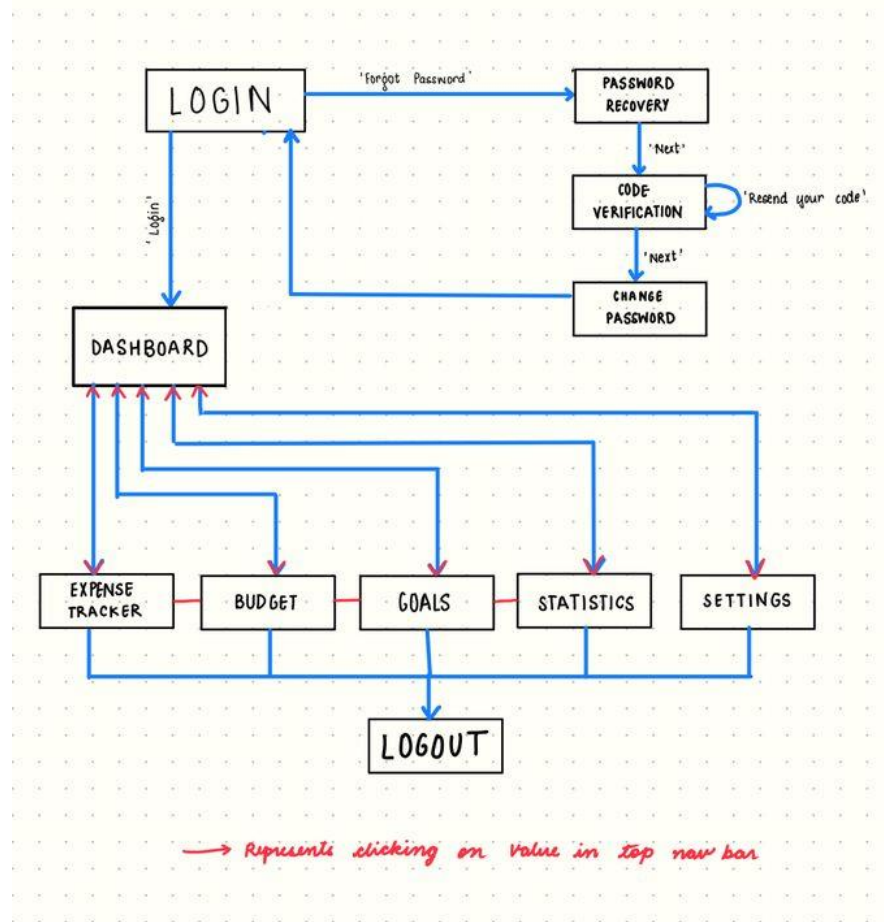 LOGIN
'Forgot Password'
PASSWORD
RECOVERY
'Next'
CODE
VERIFICATION
'Resend your code'
'Login'
'Next'
CHANGE
PASSWORD
DASHBOARD
EXPENSE
TRACKER
BUDGET
GOALS
STATISTICS
SETTINGS
LOGOUT
Represents clicking on value in top nav bar